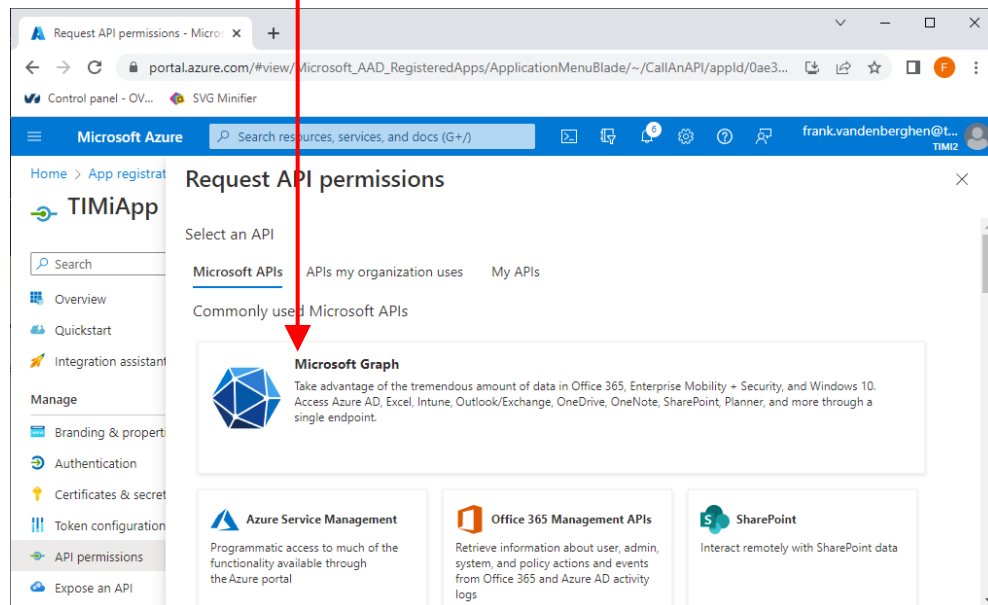 Request API permissions - Micro
portal.azure.com/#view/Microsoft_AAD_RegisteredApps/ApplicationMenuBlade/~/CallAnAPI/appId/0ae3...
F
Control panel - OV...
SVG Minifier
Microsoft Azure
Search resources, services, and docs (G+/)
6
frank.vandenberghen@t...
TIMI2
Home > App registrat
TIMiApp
Search
Overview
Quickstart
Integration assistant
Manage
Branding & properti
Authentication
Certificates & secret
Token configuration
API permissions
Expose an API
Request API permissions
Select an API
Microsoft APIs
APIs my organization uses
My APIs
Commonly used Microsoft APIs
Microsoft Graph
Take advantage of the tremendous amount of data in Office 365, Enterprise Mobility + Security, and Windows 10.
Access Azure AD, Excel, Intune, Outlook/Exchange, OneDrive, OneNote, SharePoint, Planner, and more through a
single endpoint.
Azure Service Management
Programmatic access to much of the
functionality available through
the Azure portal
Office 365 Management APIs
Retrieve information about user, admin,
system, and policy actions and events
from Office 365 and Azure AD activity
logs
SharePoint
Interact remotely with SharePoint data